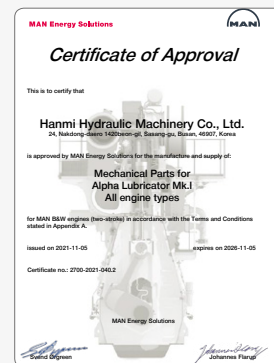 MAN Energy Solutions
MAN
Certificate of Approval
This is to certify that
Hanmi Hydraulic Machinery Co., Ltd.
24, Nakdong-daero 1420beon-gil, Sasang-gu, Busan, 46907, Korea
is approved by MAN Energy Solutions for the manufacture and supply of:
Mechanical Parts for
Alpha Lubricator Mk.I
All engine types
for MAN B&W engines (two-stroke) in accordance with the Terms and Conditions
stated in Appendix A.
issued on 2021-11-05 expires on 2026-11-05
Certificate no.: 2700-2021-040.2
MAN Energy Solutions
Svend Ørgreen Johannes Flarup